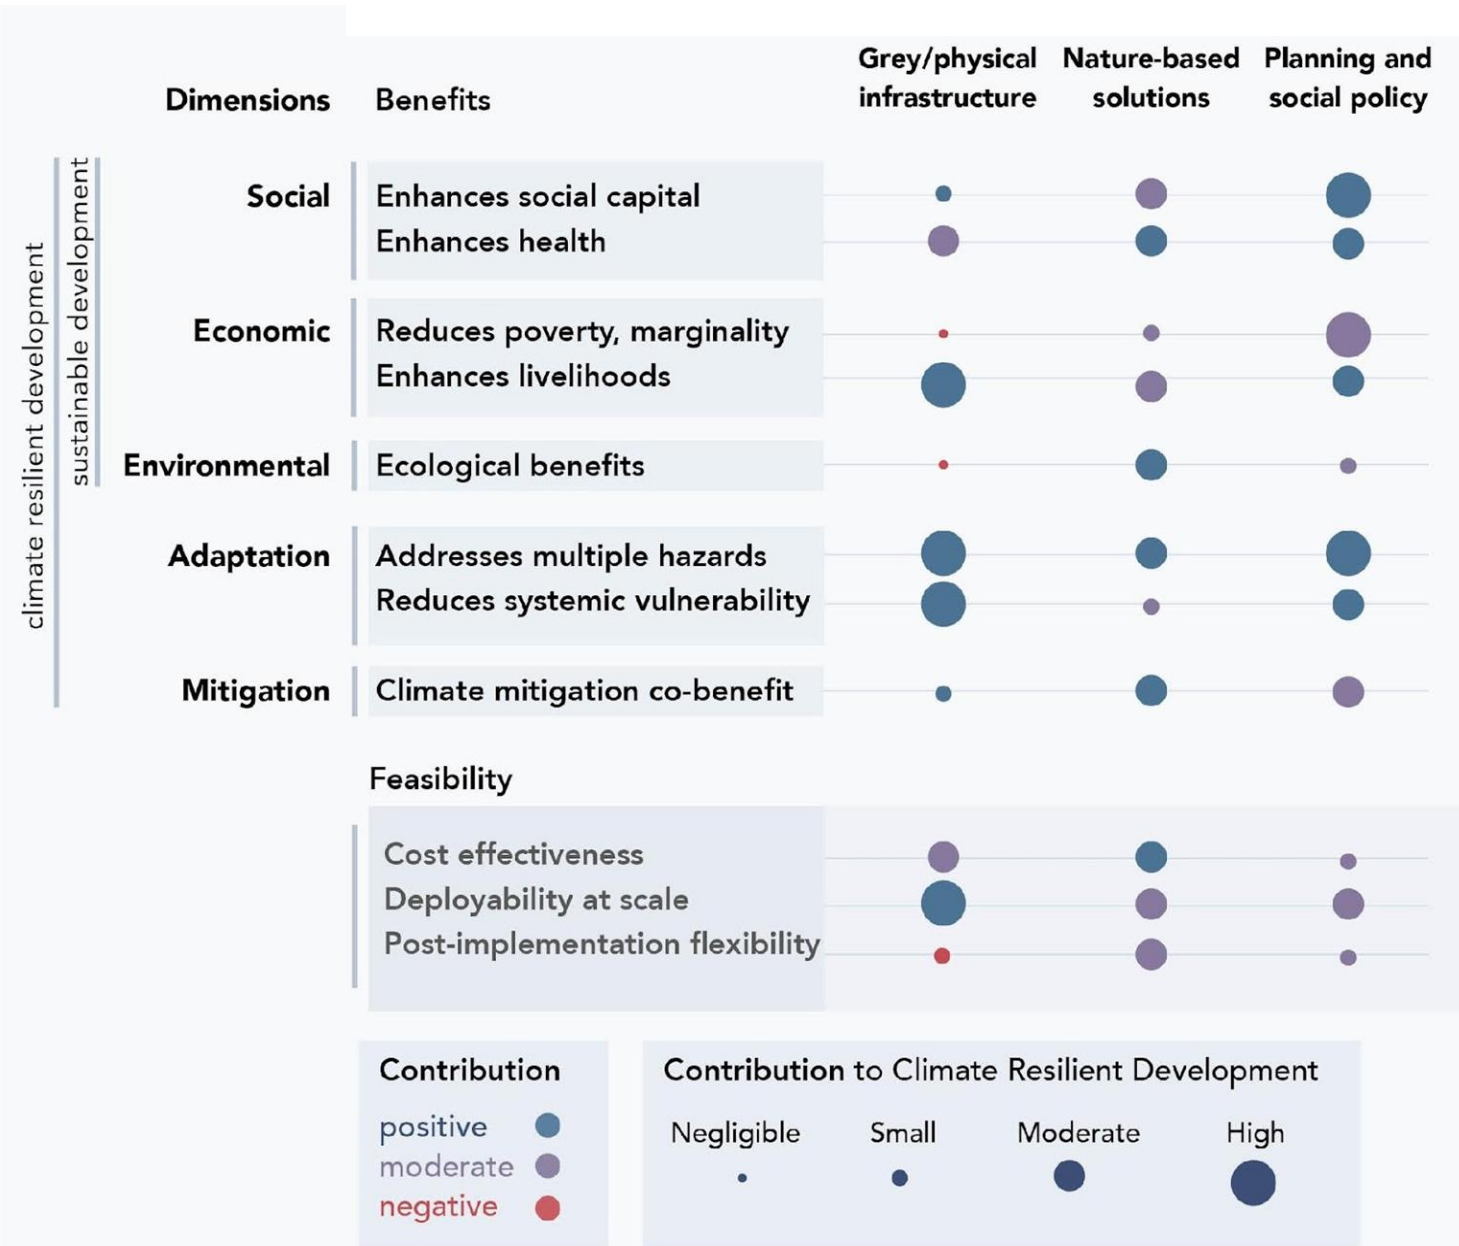 Grey/physical infrastructure
Nature-based solutions
Planning and social policy
Dimensions
Benefits
climate resilient development
sustainable development
Social
Enhances social capital
Enhances health
Economic
Reduces poverty, marginality
Enhances livelihoods
Environmental
Ecological benefits
Adaptation
Addresses multiple hazards
Reduces systemic vulnerability
Mitigation
Climate mitigation co-benefit
Feasibility
Cost effectiveness
Deployability at scale
Post-implementation flexibility
Contribution
positive
moderate
negative
Contribution to Climate Resilient Development
Negligible
Small
Moderate
High